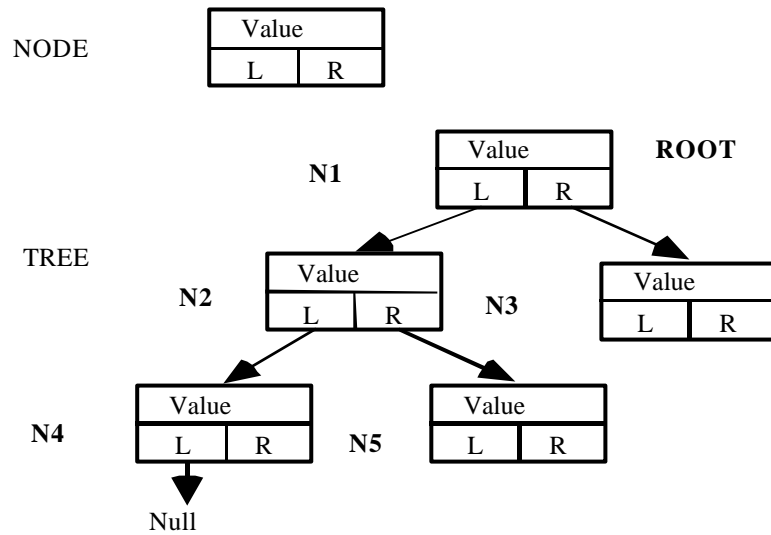 Value
NODE
L R
Value ROOT
N1
L R
TREE
Value Value
N2 N3
L R L R
Value Value
N4 N5
L R L R
Null